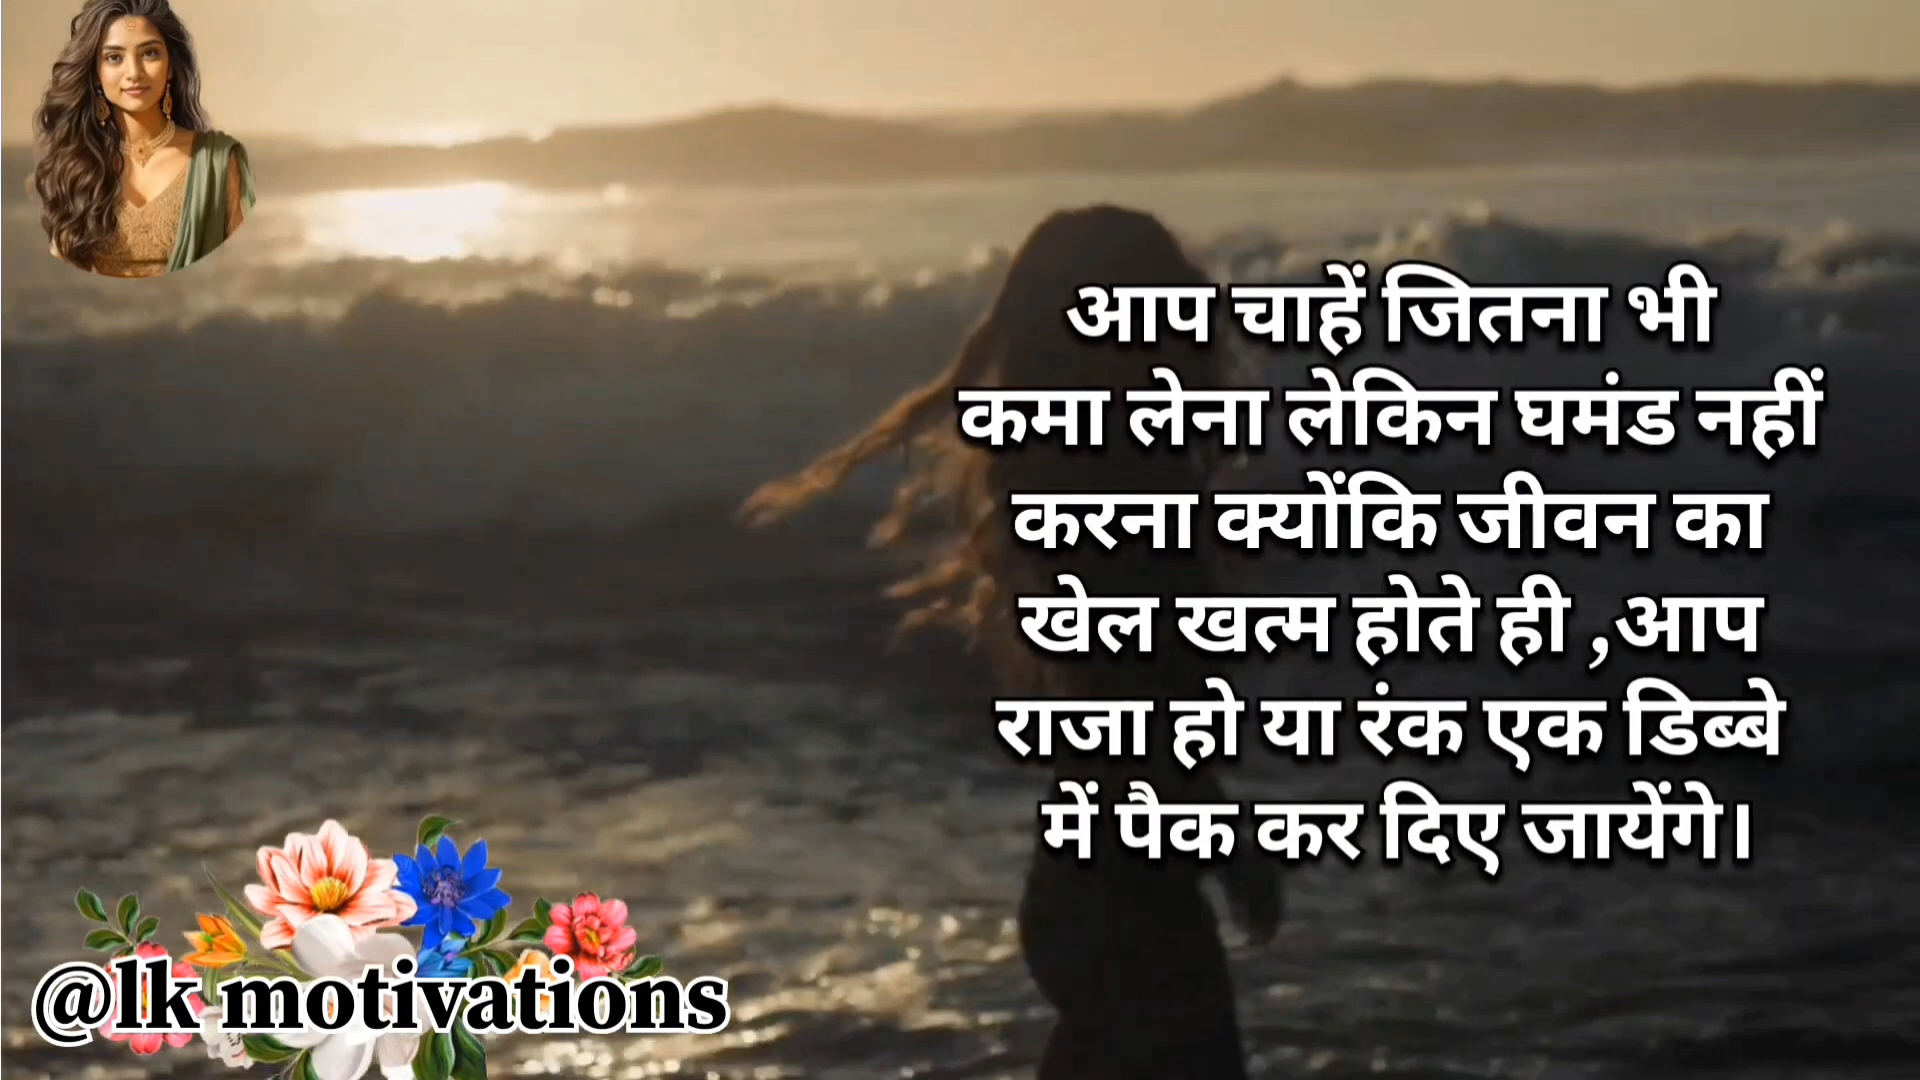 आप चाहें जितना भी
कमा लेना लेकिन घमंड नहीं
करना क्योंकि जीवन का
खेल खत्म होते ही ,आप
राजा हो या रंक एक डिब्बे
में पैक कर दिए जायेंगे।
@lk motivations